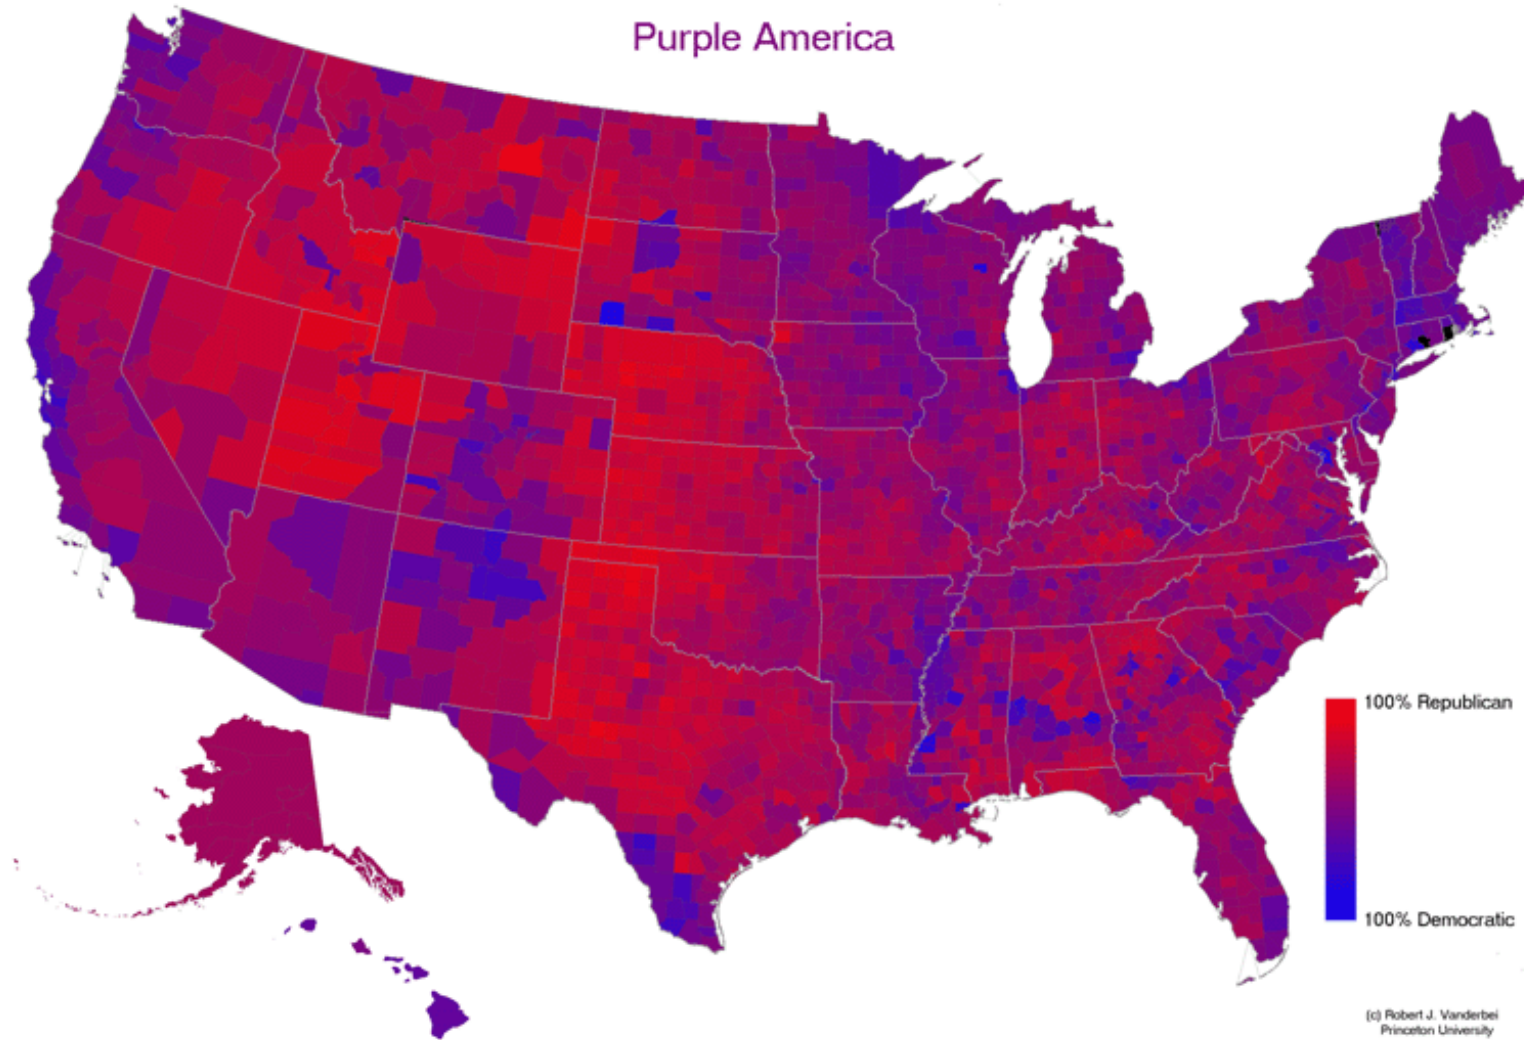 Purple America
100% Republican
100% Democratic
(c) Robert J. Vanderbei
Princeton University